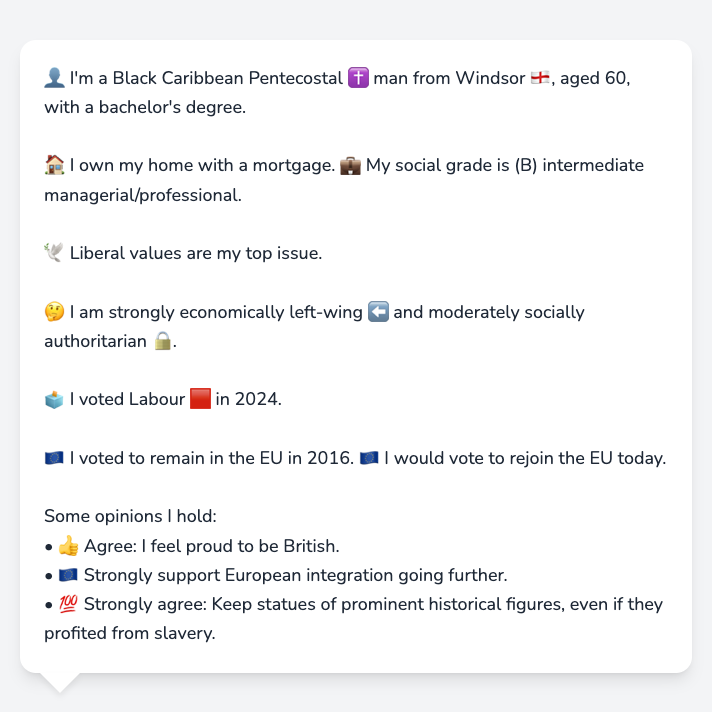 👤 I'm a Black Caribbean Pentecostal ✝️ man from Windsor 🏴󠁧󠁢󠁥󠁮󠁧󠁿, aged 60,
with a bachelor's degree.
🏠 I own my home with a mortgage. 💼 My social grade is (B) intermediate
managerial/professional.
🕊️ Liberal values are my top issue.
🤔 I am strongly economically left-wing ⬅️ and moderately socially
authoritarian 🔒.
🗳️ I voted Labour 🟥 in 2024.
🇪🇺 I voted to remain in the EU in 2016. 🇪🇺 I would vote to rejoin the EU today.
Some opinions I hold:
• 👍 Agree: I feel proud to be British.
• 🇪🇺 Strongly support European integration going further.
• 💯 Strongly agree: Keep statues of prominent historical figures, even if they
profited from slavery.